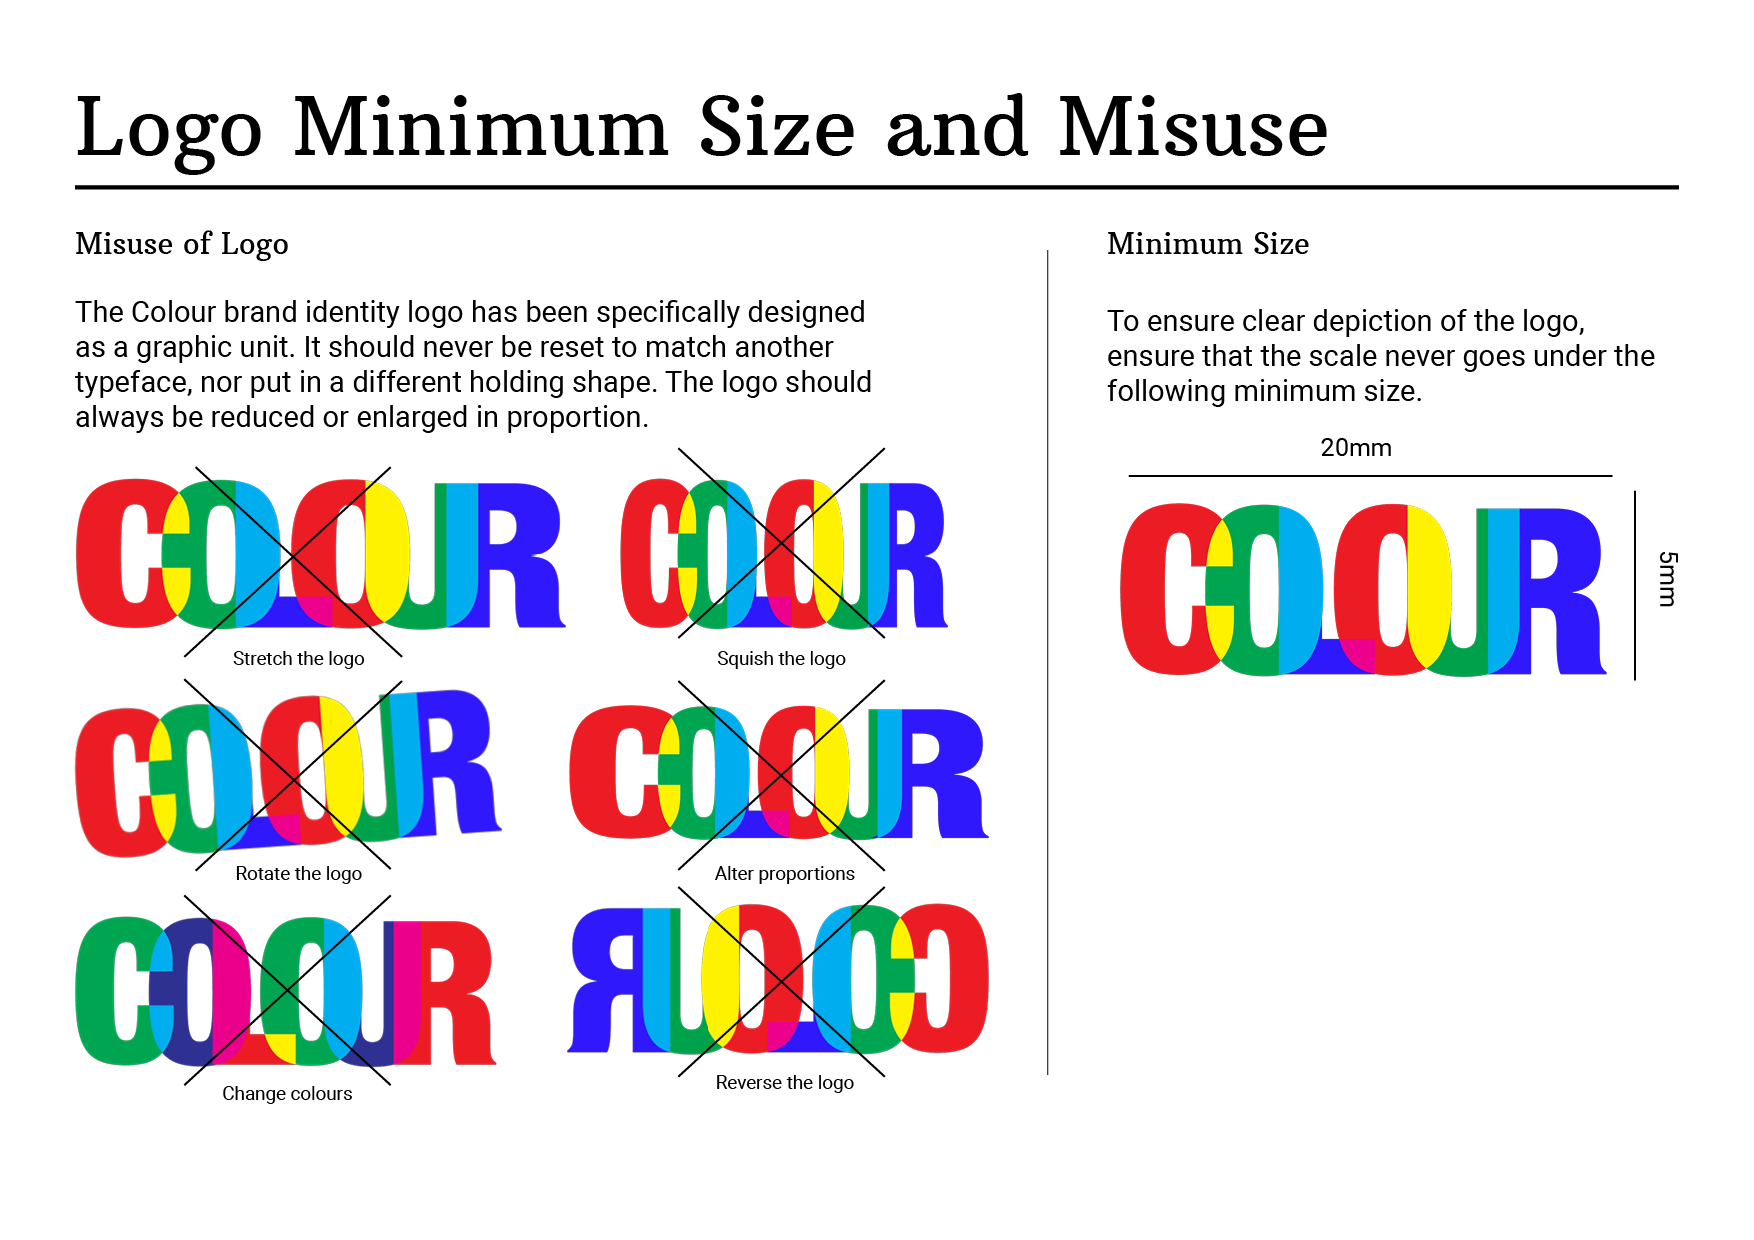 Logo Minimum Size and Misuse
Misuse of Logo
The Colour brand identity logo has been specifically designed
as a graphic unit. It should never be reset to match another
typeface, nor put in a different holding shape. The logo should
always be reduced or enlarged in proportion.
COLOUR
Stretch the logo
COLOUR
Squish the logo
COLOUR
Rotate the logo
COLOUR
Alter proportions
COLOUR
Change colours
COLOUR
Reverse the logo
Minimum Size
To ensure clear depiction of the logo,
ensure that the scale never goes under the
following minimum size.
20mm
COLOUR
5mm